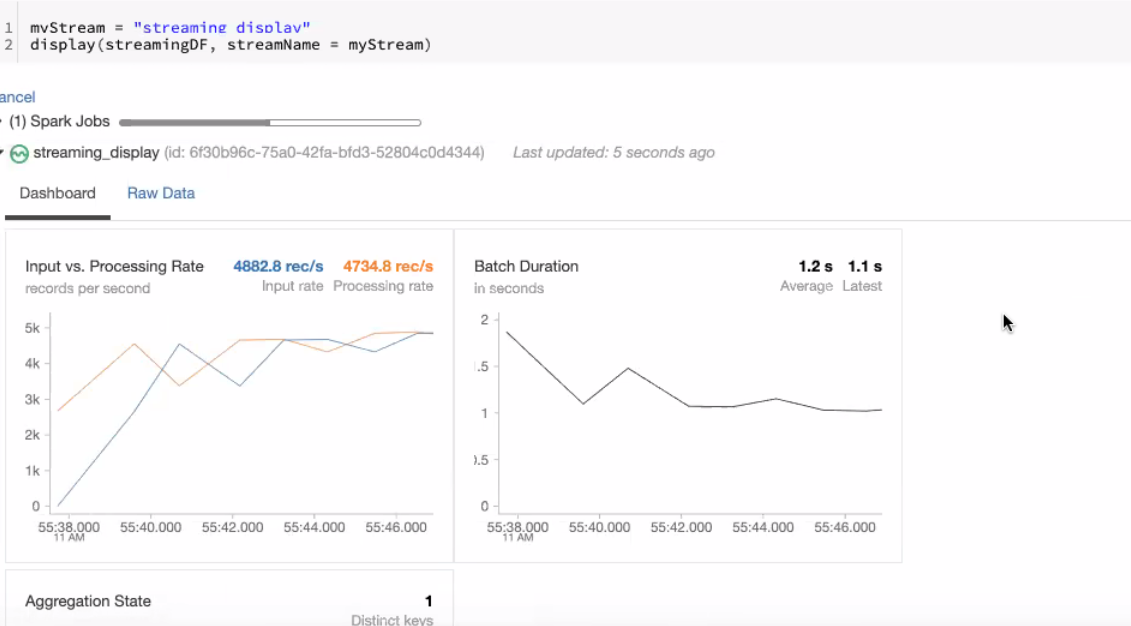 1 myStream = "streaming_display"
2 display(streamingDF, streamName = myStream)
ancel
(1) Spark Jobs
streaming_display (id: 6f30b96c-75a0-42fa-bfd3-52804c0d4344) Last updated: 5 seconds ago
Dashboard Raw Data
Input vs. Processing Rate 4882.8 rec/s 4734.8 rec/s
records per second Input rate Processing rate
5k
4k
3k
2k
1k
0
55:38.000 55:40.000 55:42.000 55:44.000 55:46.000
11 AM
Batch Duration 1.2 s 1.1 s
in seconds Average Latest
2
.5
1
.5
0
55:38.000 55:40.000 55:42.000 55:44.000 55:46.000
11 AM
Aggregation State 1
Distinct keys